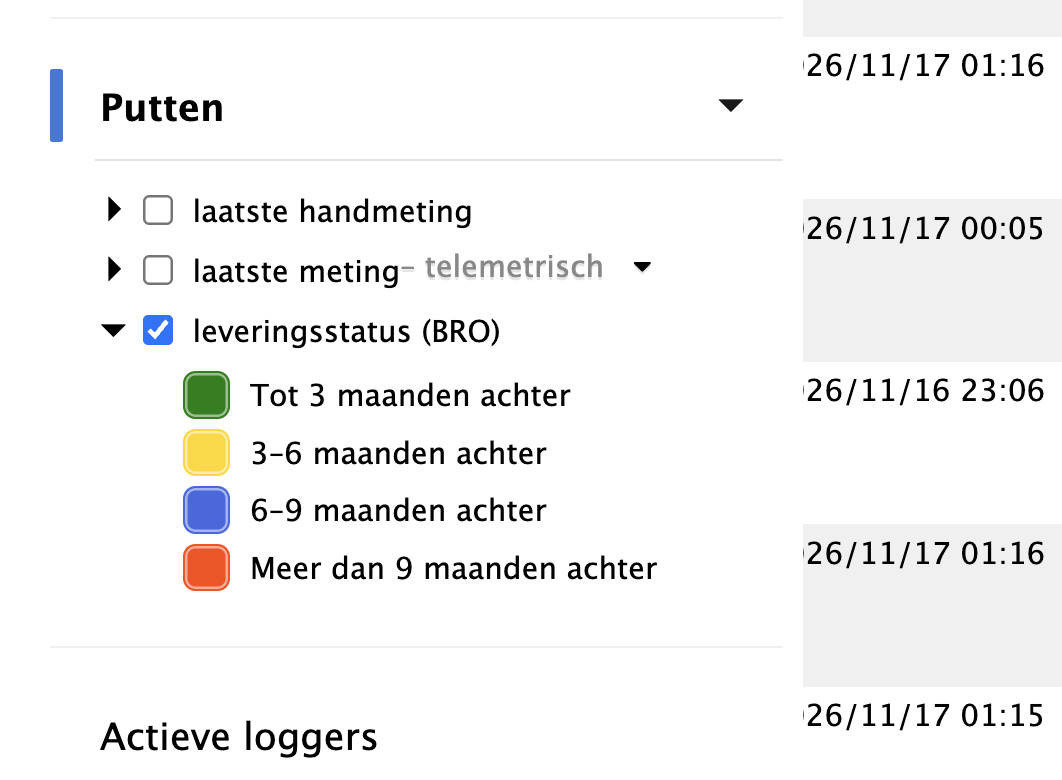 Putten
laatste handmeting
laatste meting - telemetrisch
leveringsstatus (BRO)
Tot 3 maanden achter
3-6 maanden achter
6-9 maanden achter
Meer dan 9 maanden achter
Actieve loggers
26/11/17 01:16
26/11/17 00:05
26/11/16 23:06
26/11/17 01:16
26/11/17 01:15